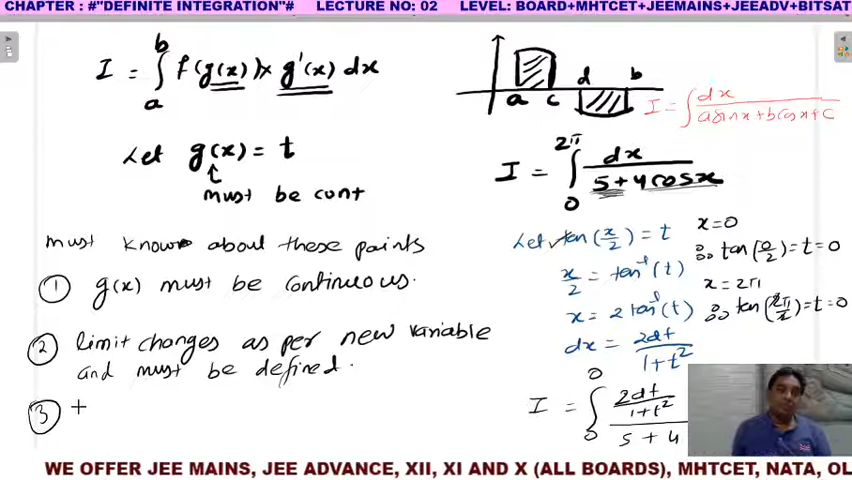 CHAPTER : #"DEFINITE INTEGRATION"# LECTURE NO: 02 LEVEL: BOARD+MHTCET+JEEMAINS+JEEADV+BITSAT
I = ∫_a^b f(g(x)) × g'(x) dx
Let g(x) = t
must be cont
must know about these points
① g(x) must be continuous.
② limit changes as per new variable
and must be defined.
③ +
a c d b
I = ∫ dx / (a sin x + b cos x + c
I = ∫_0^{2π} dx / (5 + 4 cos x)
Let tan(x/2) = t
x/2 = tan⁻¹(t)
x = 2 tan⁻¹(t)
dx = 2dt / (1+t²)
x = 0
∴ tan(0/2) = t = 0
x = 2π
∴ tan(2π/2) = t = 0
I = ∫_0^0 (2dt / (1+t²)) / (5 + 4
WE OFFER JEE MAINS, JEE ADVANCE, XII, XI AND X (ALL BOARDS), MHTCET, NATA, OL